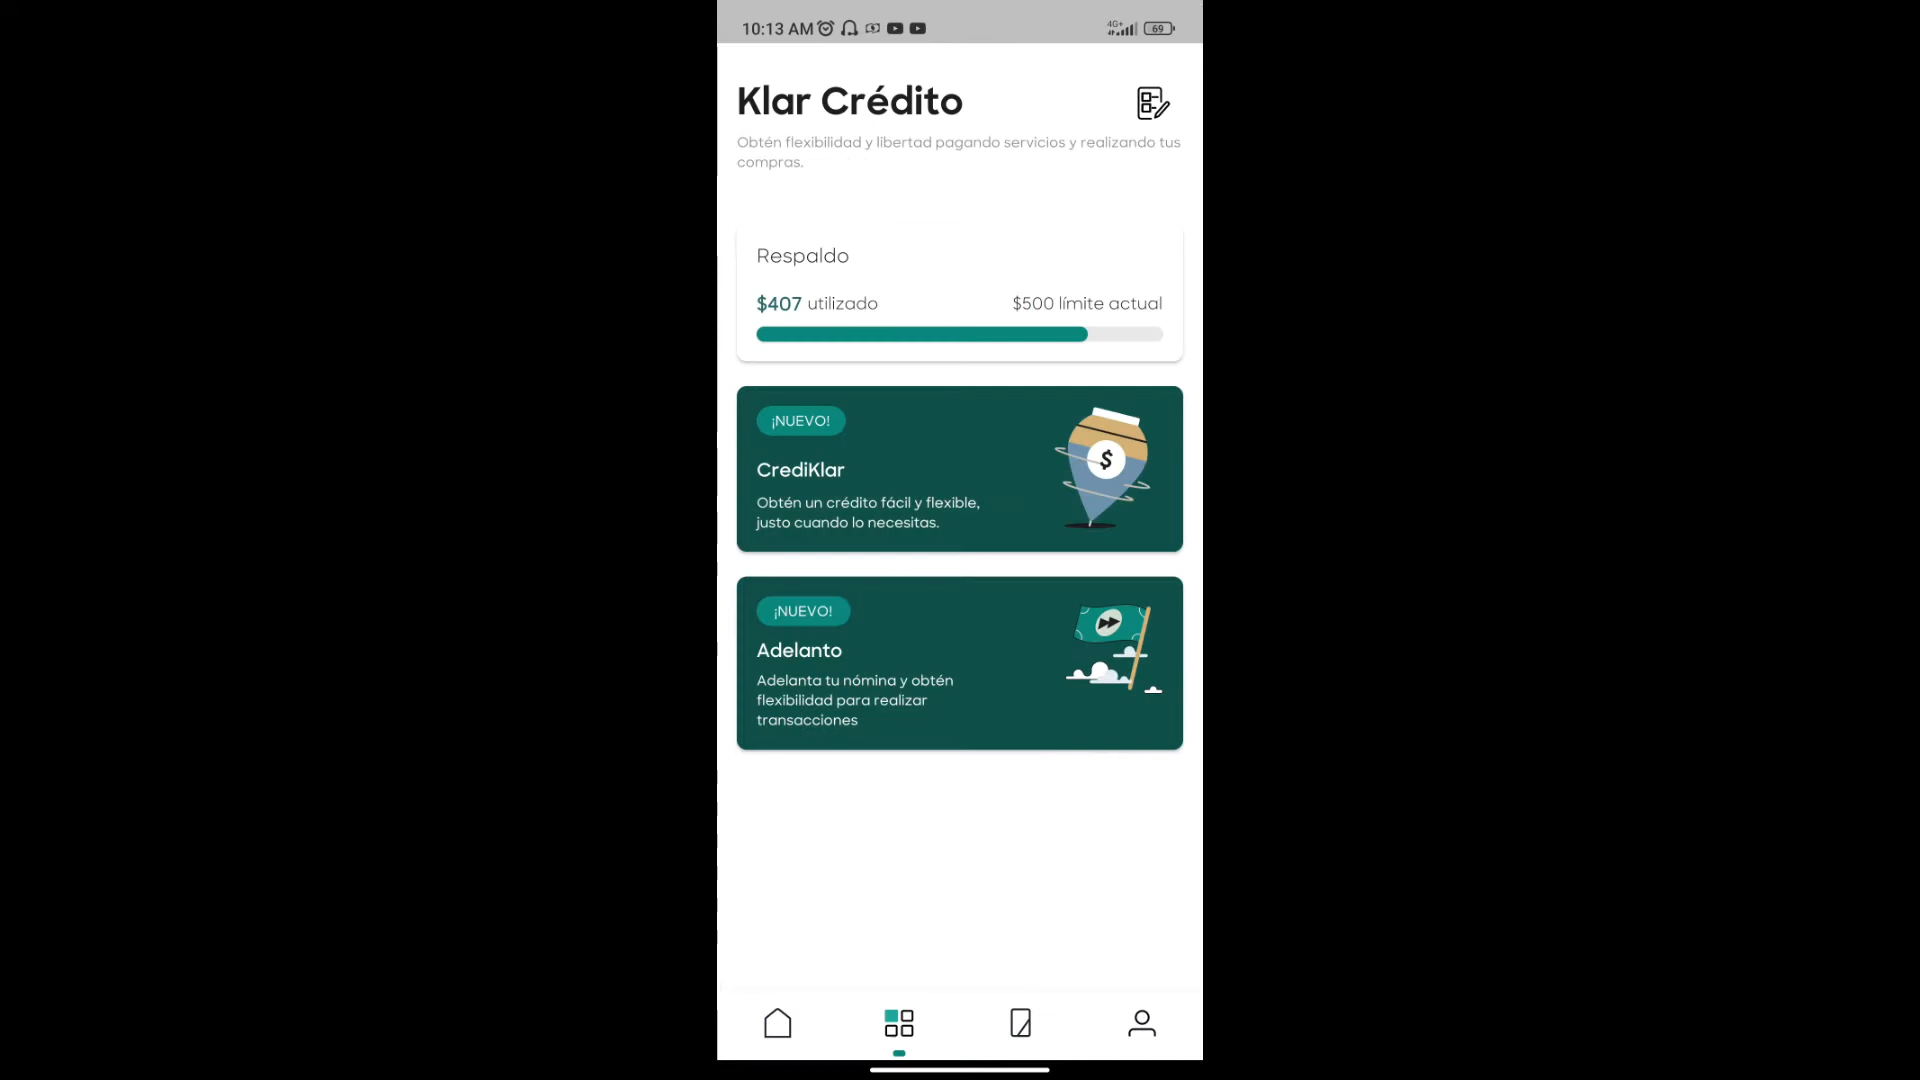 10:13 AM
4G+
69
Klar Crédito
Obtén flexibilidad y libertad pagando servicios y realizando tus
compras.
Respaldo
$407 utilizado
$500 límite actual
¡NUEVO!
$
CrediKlar
Obtén un crédito fácil y flexible,
justo cuando lo necesitas.
¡NUEVO!
Adelanto
Adelanta tu nómina y obtén
flexibilidad para realizar
transacciones